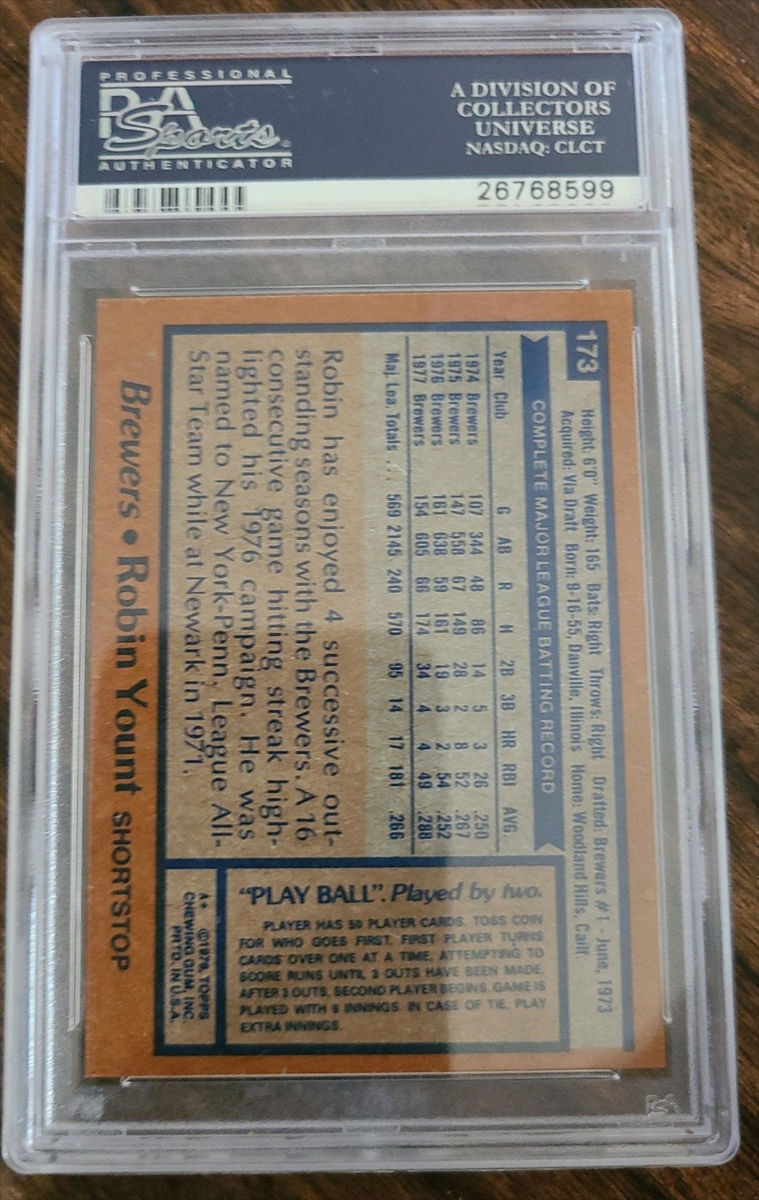 PROFESSIONAL
PSA
Sports
AUTHENTICATOR
A DIVISION OF
COLLECTORS
UNIVERSE
NASDAQ: CLCT
26768599
173
Height: 6'0" Weight: 165 Bats: Right Throws: Right Drafted: Brewers #1 - June, 1973
Acquired: Via Draft Born: 9-16-55, Danville, Illinois Home: Woodland Hills, Calif.
COMPLETE MAJOR LEAGUE BATTING RECORD
Year Club G AB R H 2B 3B HR RBI AVG.
1974 Brewers 107 344 48 86 14 5 3 26 .250
1975 Brewers 147 558 67 149 28 2 8 52 .267
1976 Brewers 161 638 59 161 19 3 2 54 .252
1977 Brewers 154 605 66 174 34 4 4 49 .288
Maj. Lea. Totals . . . 569 2145 240 570 95 14 17 181 .266
Robin has enjoyed 4 successive out-
standing seasons with the Brewers. A 16
consecutive game hitting streak high-
lighted his 1976 campaign. He was
named to New York-Penn. League All-
Star Team while at Newark in 1971.
"PLAY BALL". Played by two.
PLAYER HAS 50 PLAYER CARDS. TOSS COIN
FOR WHO GOES FIRST. FIRST PLAYER TURNS
CARDS OVER ONE AT A TIME, ATTEMPTING TO
SCORE RUNS UNTIL 3 OUTS HAVE BEEN MADE.
AFTER 3 OUTS, SECOND PLAYER BEGINS. GAME IS
PLAYED WITH 9 INNINGS. IN CASE OF TIE, PLAY
EXTRA INNINGS.
A* ©1978, TOPPS
CHEWING GUM, INC.
PRTD. IN U.S.A.
Brewers • Robin Yount SHORTSTOP
PSA